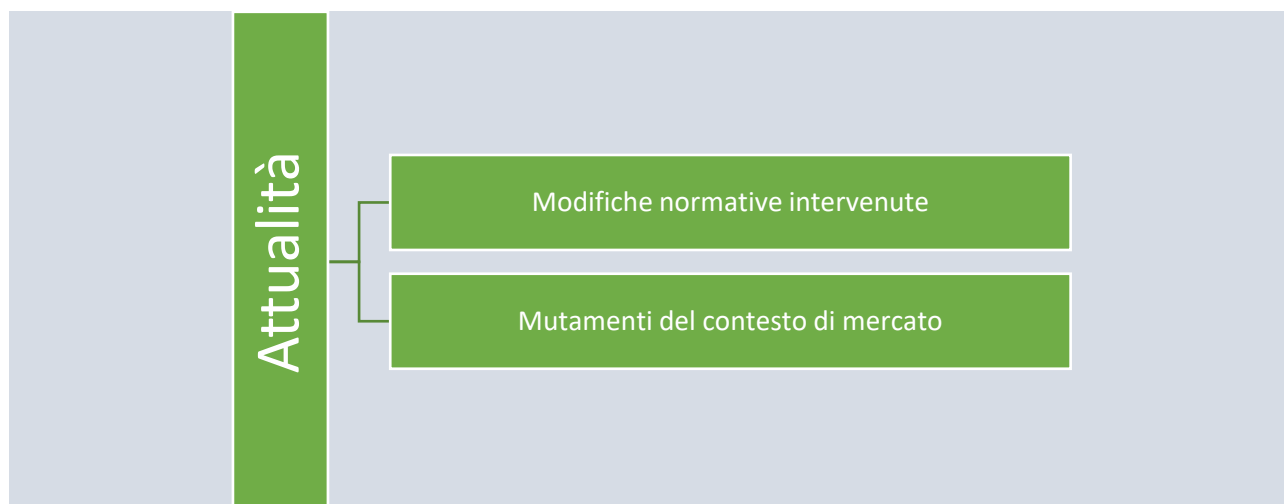 Attualità
Modifiche normative intervenute
Mutamenti del contesto di mercato